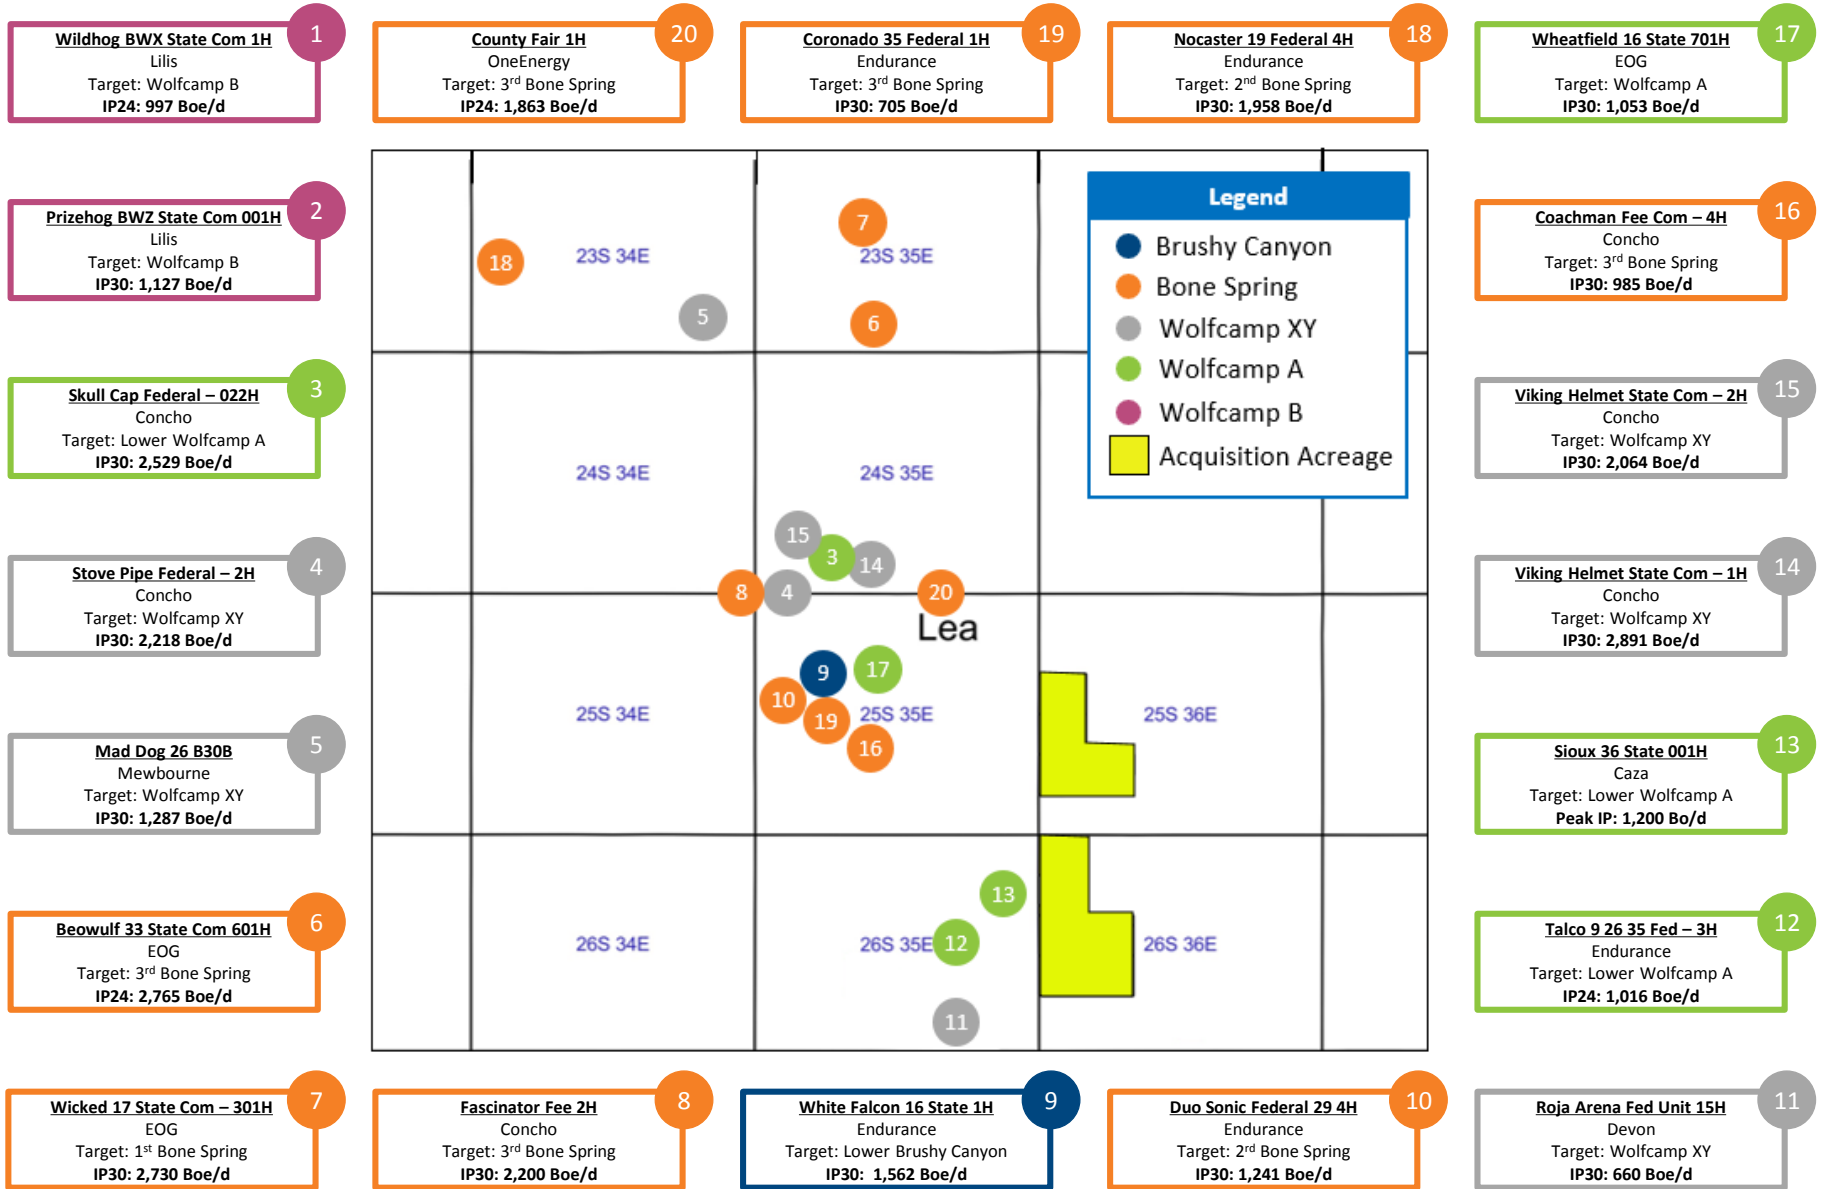 Wildhog BWX State Com 1H
Lilis
Target: Wolfcamp B
IP24: 997 Boe/d
1
County Fair 1H
OneEnergy
Target: 3rd Bone Spring
IP24: 1,863 Boe/d
20
Coronado 35 Federal 1H
Endurance
Target: 3rd Bone Spring
IP30: 705 Boe/d
19
Nocaster 19 Federal 4H
Endurance
Target: 2nd Bone Spring
IP30: 1,958 Boe/d
18
Wheatfield 16 State 701H
EOG
Target: Wolfcamp A
IP30: 1,053 Boe/d
17
Prizehog BWZ State Com 001H
Lilis
Target: Wolfcamp B
IP30: 1,127 Boe/d
2
Skull Cap Federal – 022H
Concho
Target: Lower Wolfcamp A
IP30: 2,529 Boe/d
3
Stove Pipe Federal – 2H
Concho
Target: Wolfcamp XY
IP30: 2,218 Boe/d
4
Mad Dog 26 B30B
Mewbourne
Target: Wolfcamp XY
IP30: 1,287 Boe/d
5
Beowulf 33 State Com 601H
EOG
Target: 3rd Bone Spring
IP24: 2,765 Boe/d
6
Legend
Brushy Canyon
Bone Spring
Wolfcamp XY
Wolfcamp A
Wolfcamp B
Acquisition Acreage
7
18
23S 34E
23S 35E
5
6
24S 34E
24S 35E
15
3
14
8
4
20
Lea
9
17
10
19
25S 34E
25S 35E
25S 36E
16
13
26S 34E
26S 35E
12
26S 36E
11
Coachman Fee Com – 4H
Concho
Target: 3rd Bone Spring
IP30: 985 Boe/d
16
Viking Helmet State Com – 2H
Concho
Target: Wolfcamp XY
IP30: 2,064 Boe/d
15
Viking Helmet State Com – 1H
Concho
Target: Wolfcamp XY
IP30: 2,891 Boe/d
14
Sioux 36 State 001H
Caza
Target: Lower Wolfcamp A
Peak IP: 1,200 Bo/d
13
Talco 9 26 35 Fed – 3H
Endurance
Target: Lower Wolfcamp A
IP24: 1,016 Boe/d
12
Wicked 17 State Com – 301H
EOG
Target: 1st Bone Spring
IP30: 2,730 Boe/d
7
Fascinator Fee 2H
Concho
Target: 3rd Bone Spring
IP30: 2,200 Boe/d
8
White Falcon 16 State 1H
Endurance
Target: Lower Brushy Canyon
IP30: 1,562 Boe/d
9
Duo Sonic Federal 29 4H
Endurance
Target: 2rd Bone Spring
IP30: 1,241 Boe/d
10
Roja Arena Fed Unit 15H
Devon
Target: Wolfcamp XY
IP30: 660 Boe/d
11